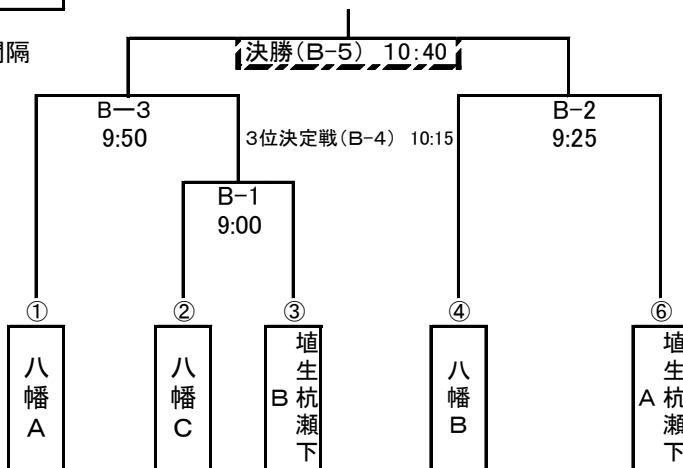 間隔
決勝(B-5) 10:40
B―3
9:50
B-2
9:25
3位決定戦(B-4) 10:15
B-1
9:00
①
②
③
④
⑥
八幡A
八幡C
埴生杭瀬下
B
八幡B
埴生杭瀬下
A